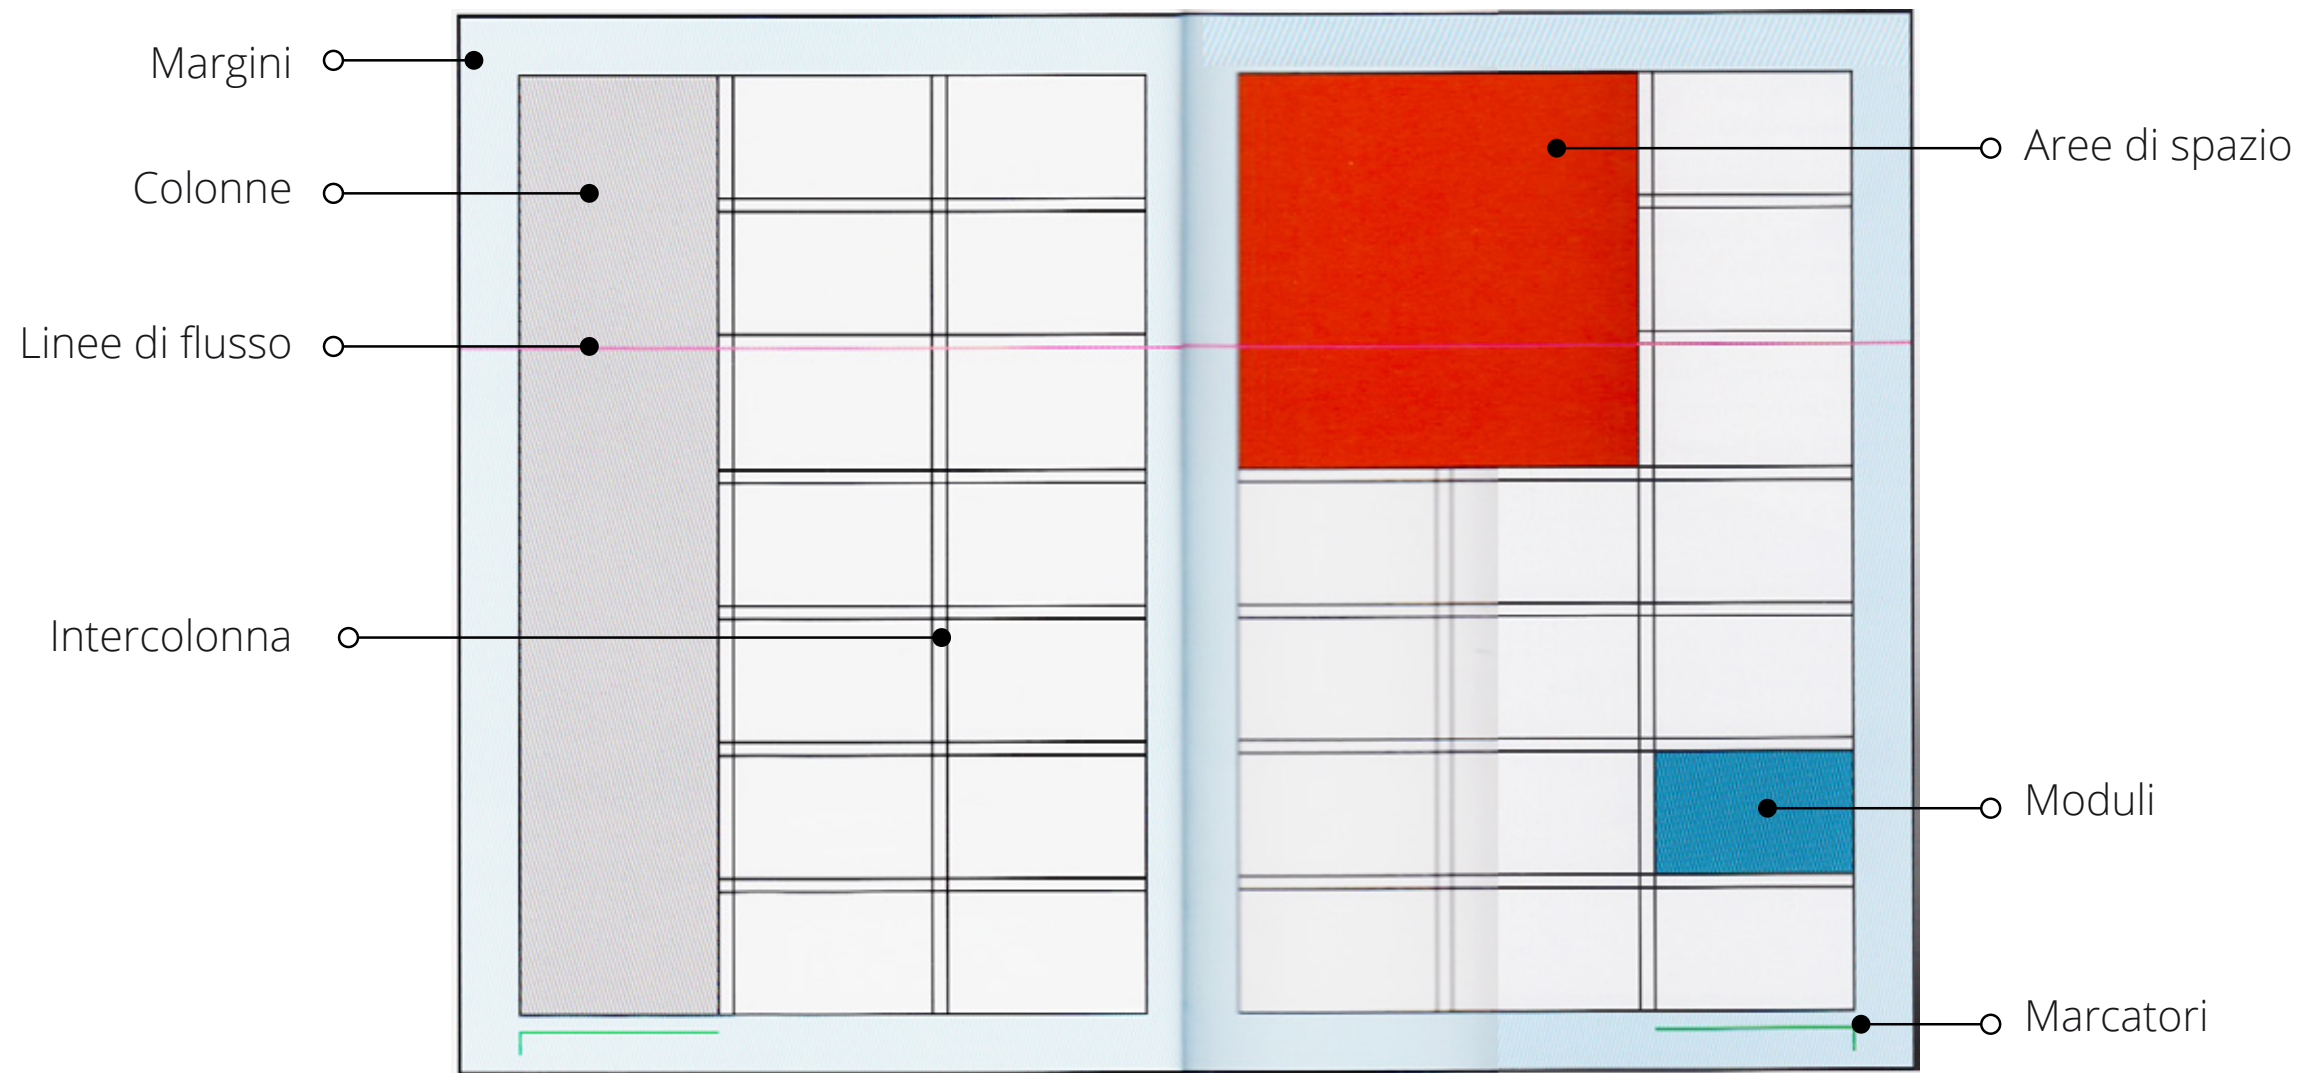 Margini
Colonne
Linee di flusso
Intercolonna
Aree di spazio
Moduli
Marcatori